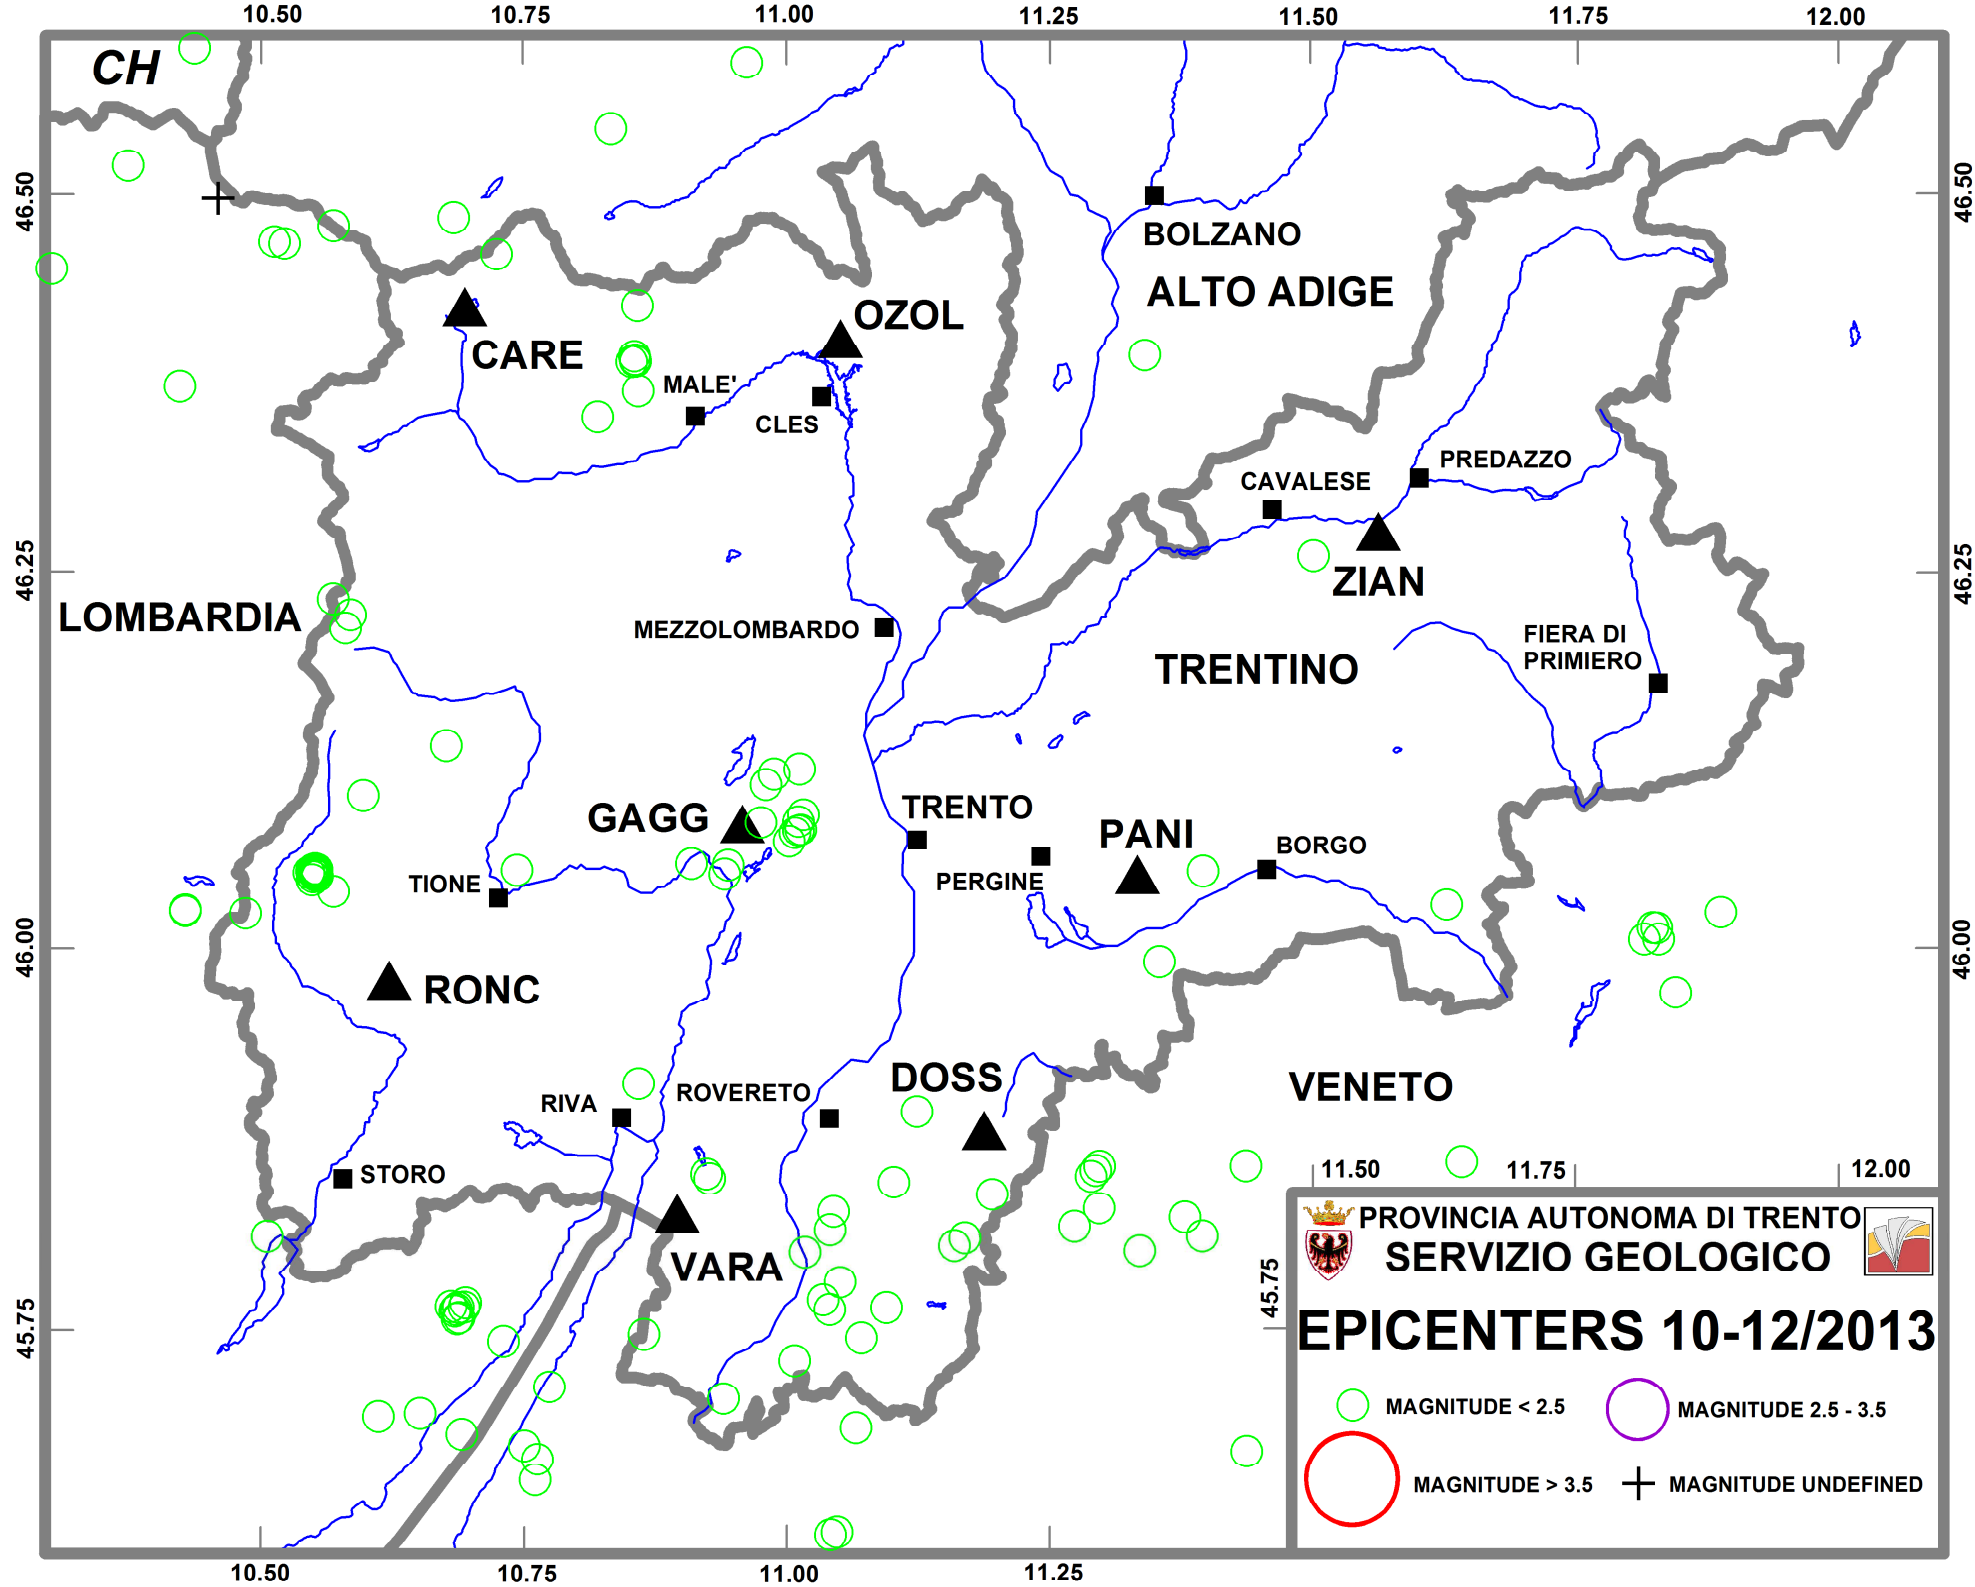 10.50 10.75 11.00 11.25 11.50 11.75 12.00
CH
46.50 46.50
BOLZANO
ALTO ADIGE
OZOL
CARE
MALE'
CLES
PREDAZZO
CAVALESE
46.25 46.25
ZIAN
LOMBARDIA
MEZZOLOMBARDO
FIERA DI
PRIMIERO
TRENTINO
GAGG
TRENTO
PANI
BORGO
TIONE
PERGINE
46.00 46.00
RONC
DOSS
VENETO
RIVA
ROVERETO
STORO
VARA
11.50 11.75 12.00
45.75 45.75
PROVINCIA AUTONOMA DI TRENTO
SERVIZIO GEOLOGICO
EPICENTERS 10-12/2013
MAGNITUDE < 2.5
MAGNITUDE 2.5 - 3.5
MAGNITUDE > 3.5
MAGNITUDE UNDEFINED
10.50 10.75 11.00 11.25